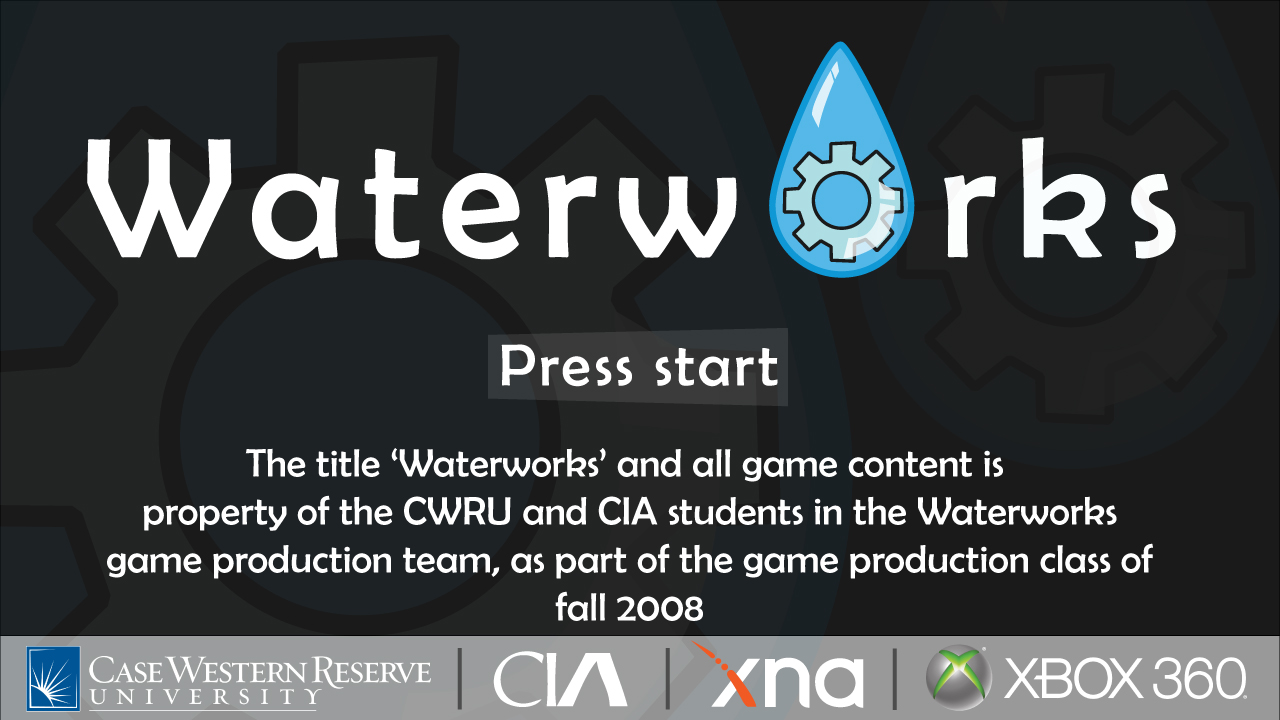 Waterworks
Press start
The title ‘Waterworks’ and all game content is
property of the CWRU and CIA students in the Waterworks
game production team, as part of the game production class of
fall 2008
CASE WESTERN RESERVE
UNIVERSITY
CIA
xna
XBOX 360